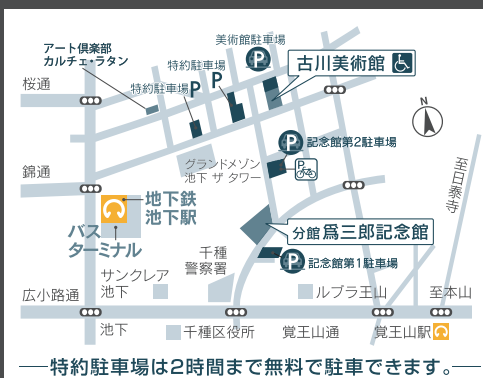 美術館駐車場
P
アート倶楽部
カルチェ・ラタン
特約駐車場
P
古川美術館
特約駐車場
P
桜通
N
P
記念館第2駐車場
グランドメゾン
池下 ザ タワー
P
至日泰寺
錦通
地下鉄
池下駅
バス
ターミナル
分館 爲三郎記念館
千種
警察署
P
記念館第1駐車場
サンクレア
池下
ルブラ王山
広小路通
至本山
池下
千種区役所
覚王山通
覚王山駅
特約駐車場は2時間まで無料で駐車できます。